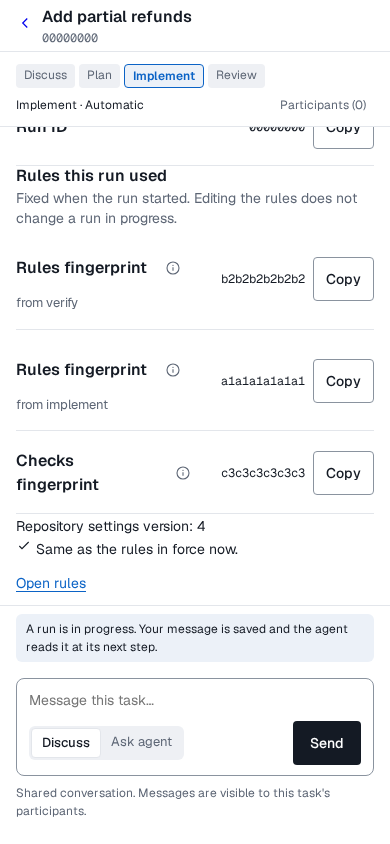 Add partial refunds
00000000
Discuss
Plan
Implement
Review
Implement · Automatic
Participants (0)
Run ID
00000000
Copy
Rules this run used
Fixed when the run started. Editing the rules does not
change a run in progress.
Rules fingerprint
b2b2b2b2b2b2
Copy
from verify
Rules fingerprint
a1a1a1a1a1a1
Copy
from implement
Checks
fingerprint
c3c3c3c3c3c3
Copy
Repository settings version: 4
Same as the rules in force now.
Open rules
A run is in progress. Your message is saved and the agent
reads it at its next step.
Message this task...
Discuss
Ask agent
Send
Shared conversation. Messages are visible to this task's
participants.